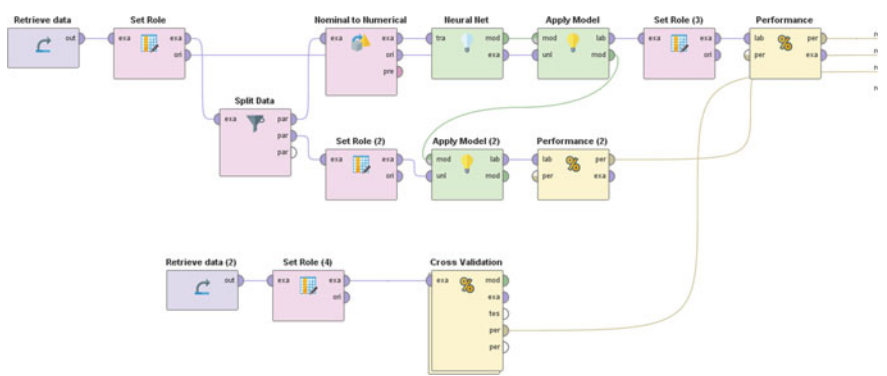 Retrieve data
out
Set Role
exa exa
ori
Nominal to Numerical
exa exa
ori
pre
Neural Net
tra mod
exa
Apply Model
mod lab
unl mod
Set Role (3)
exa exa
ori
Performance
lab per
per exa
Split Data
exa par
par
par
Set Role (2)
exa exa
ori
Apply Model (2)
mod lab
unl mod
Performance (2)
lab per
per exa
Retrieve data (2)
out
Set Role (4)
exa exa
ori
Cross Validation
exa mod
exa
tes
per
per